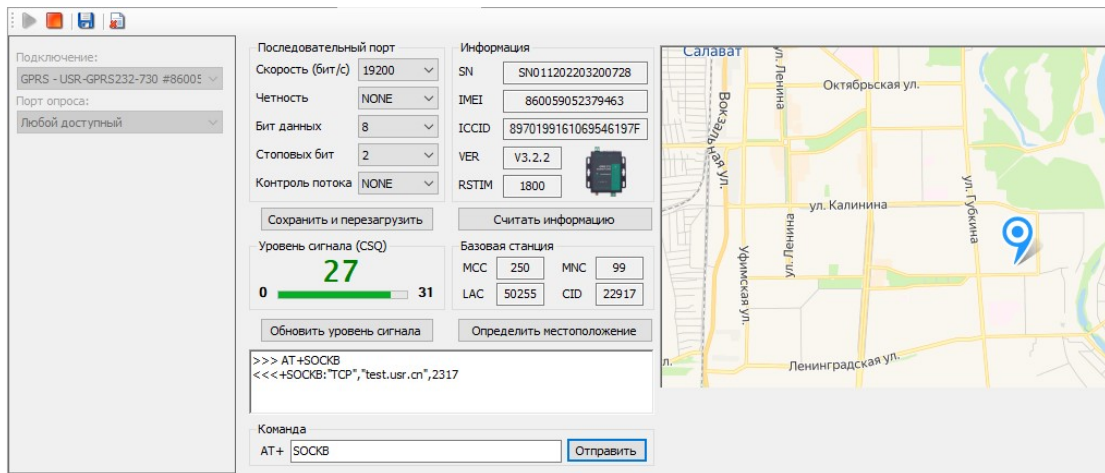 Подключение:
GPRS - USR-GPRS232-730 #86005
Порт опроса:
Любой доступный
Последовательный порт
Скорость (бит/с) 19200
Четность NONE
Бит данных 8
Стоповых бит 2
Контроль потока NONE
Сохранить и перезагрузить
Информация
SN SN011202203200728
IMEI 860059052379463
ICCID 8970199161069546197F
VER V3.2.2
RSTIM 1800
Считать информацию
Уровень сигнала (CSQ)
27
0 31
Обновить уровень сигнала
Базовая станция
MCC 250 MNC 99
LAC 50255 CID 22917
Определить местоположение
>>> AT+SOCKB
<<<+SOCKB:"TCP","test.usr.cn",2317
Команда
AT+ SOCKB Отправить
Салават
Вокзальная ул.
ул. Ленина
Октябрьская ул.
ул. Калинина
ул. Губкина
ул. Ленина
Уфимская ул.
Ленинградская ул.
л.